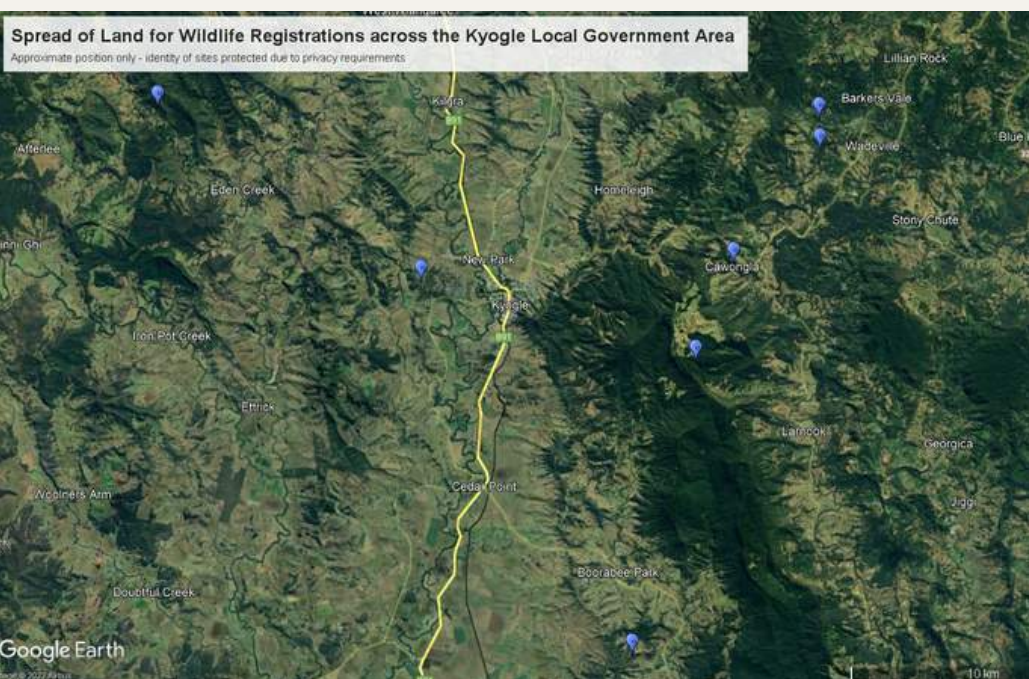 Spread of Land for Wildlife Registrations across the Kyogle Local Government Area
Approximate position only - identity of sites protected due to privacy requirements
Lillian Rock
Kilgra
Barkers Vale
Afterlee
Wadeville
Blue
Eden Creek
Homeleigh
Stony Chute
inni Ghi
New Park
Cawongla
Kyogle
Iron Pot Creek
Ettrick
Larnook
Georgica
Cedar Point
Woolners Arm
Jiggi
Boorabee Park
Doubtful Creek
Google Earth
10 km